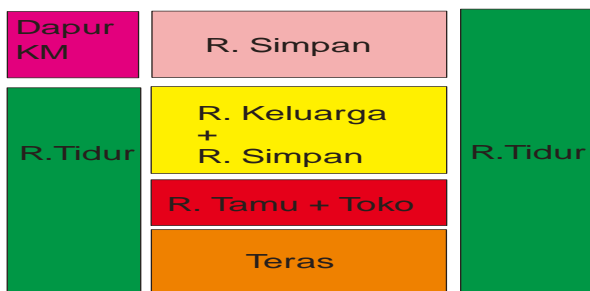 Dapur
KM
R. Simpan
R. Keluarga
+
R. Simpan
R.Tidur
R.Tidur
R. Tamu + Toko
Teras